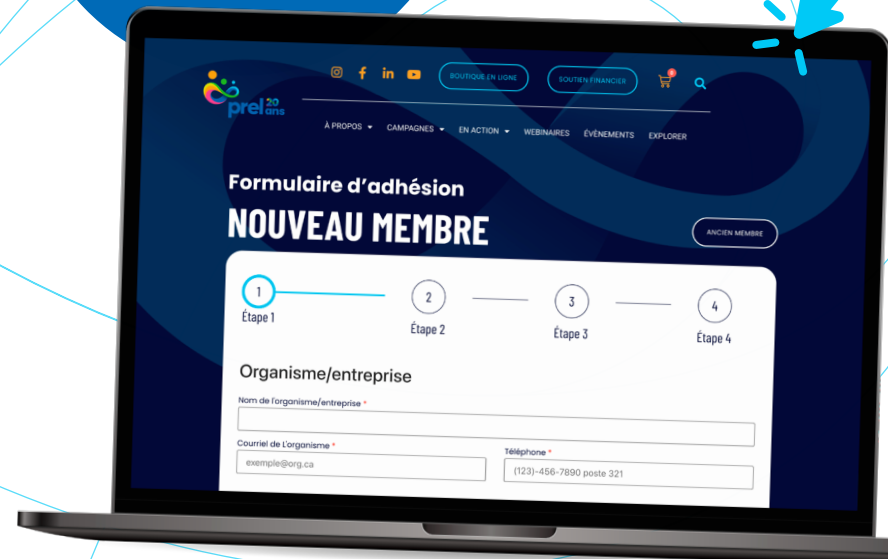 BOUTIQUE EN LIGNE
SOUTIEN FINANCIER
prel 20 ans
À PROPOS
CAMPAGNES
EN ACTION
WEBINAIRES
ÉVÈNEMENTS
EXPLORER
Formulaire d'adhésion
NOUVEAU MEMBRE
ANCIEN MEMBRE
1
2
3
4
Étape 1
Étape 2
Étape 3
Étape 4
Organisme/entreprise
Nom de l'organisme/entreprise *
Courriel de L'organisme *
Téléphone *
exemple@org.ca
(123)-456-7890 poste 321